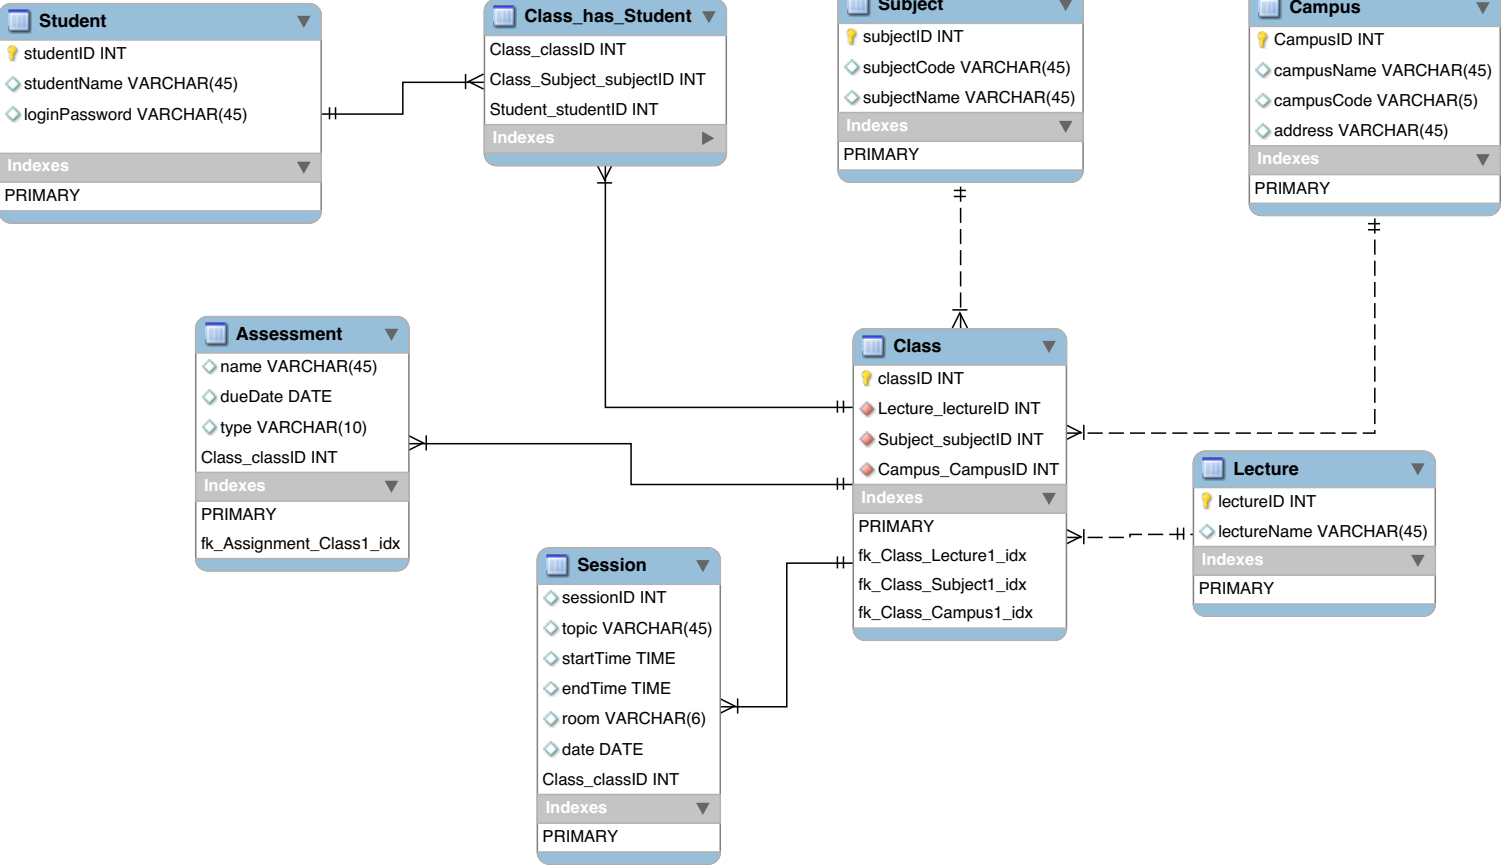 Student
studentID INT
studentName VARCHAR(45)
loginPassword VARCHAR(45)
Indexes
PRIMARY
Class_has_Student
Class_classID INT
Class_Subject_subjectID INT
Student_studentID INT
Indexes
Subject
subjectID INT
subjectCode VARCHAR(45)
subjectName VARCHAR(45)
Indexes
PRIMARY
Campus
CampusID INT
campusName VARCHAR(45)
campusCode VARCHAR(5)
address VARCHAR(45)
Indexes
PRIMARY
Assessment
name VARCHAR(45)
dueDate DATE
type VARCHAR(10)
Class_classID INT
Indexes
PRIMARY
fk_Assignment_Class1_idx
Class
classID INT
Lecture_lectureID INT
Subject_subjectID INT
Campus_CampusID INT
Indexes
PRIMARY
fk_Class_Lecture1_idx
fk_Class_Subject1_idx
fk_Class_Campus1_idx
Lecture
lectureID INT
lectureName VARCHAR(45)
Indexes
PRIMARY
Session
sessionID INT
topic VARCHAR(45)
startTime TIME
endTime TIME
room VARCHAR(6)
date DATE
Class_classID INT
Indexes
PRIMARY